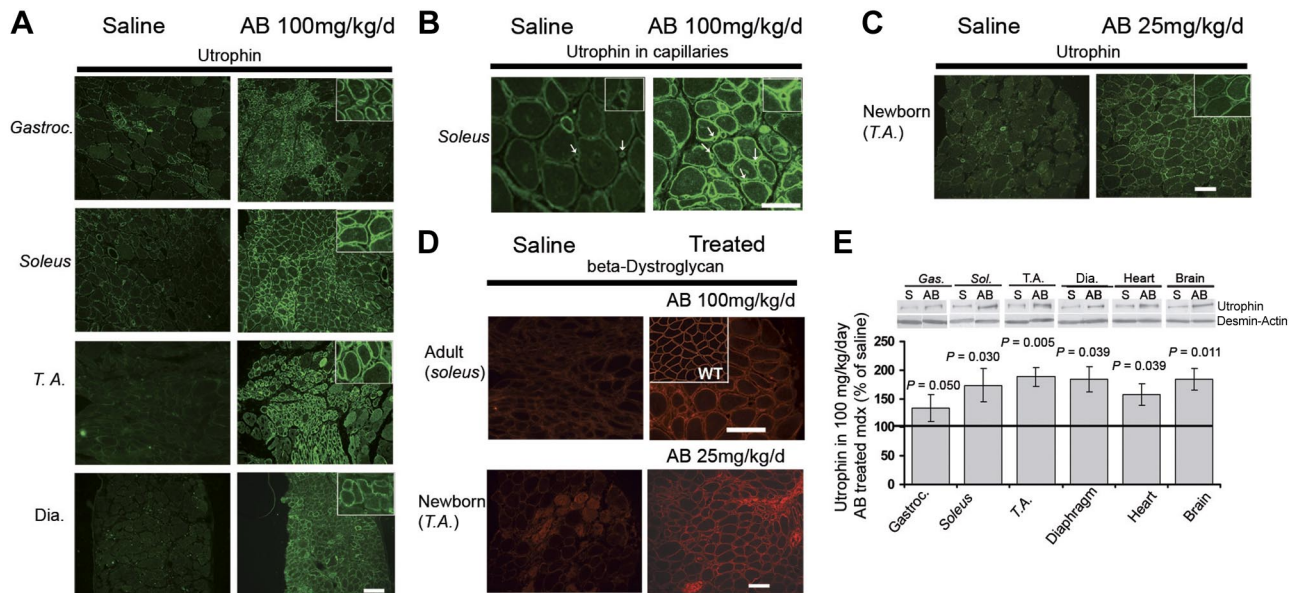 A
Saline AB 100mg/kg/d
Utrophin
Gastroc.
Soleus
T. A.
Dia.
B
Saline AB 100mg/kg/d
Utrophin in capillaries
Soleus
C
Saline AB 25mg/kg/d
Utrophin
Newborn
(T.A.)
D
Saline Treated
beta-Dystroglycan
AB 100mg/kg/d
Adult
(soleus)
WT
AB 25mg/kg/d
Newborn
(T.A.)
E
Gas. Sol. T.A. Dia. Heart Brain
S AB S AB S AB S AB S AB S AB
Utrophin
Desmin-Actin
Utrophin in 100 mg/kg/day
AB treated mdx (% of saline)
250
200
150
100
50
0
P = 0.050
P = 0.030
P = 0.005
P = 0.039
P = 0.039
P = 0.011
Gastroc.
Soleus
T.A.
Diaphragm
Heart
Brain